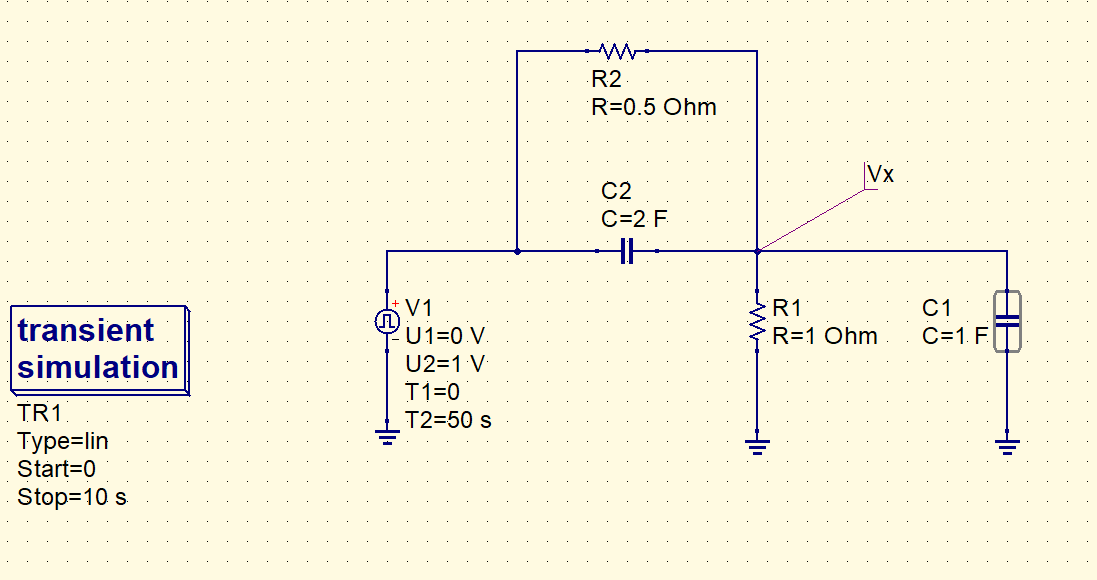 R2
R=0.5 Ohm
Vx
C2
C=2 F
V1
U1=0 V
U2=1 V
T1=0
T2=50 s
R1
R=1 Ohm
C1
C=1 F
transient
simulation
TR1
Type=lin
Start=0
Stop=10 s